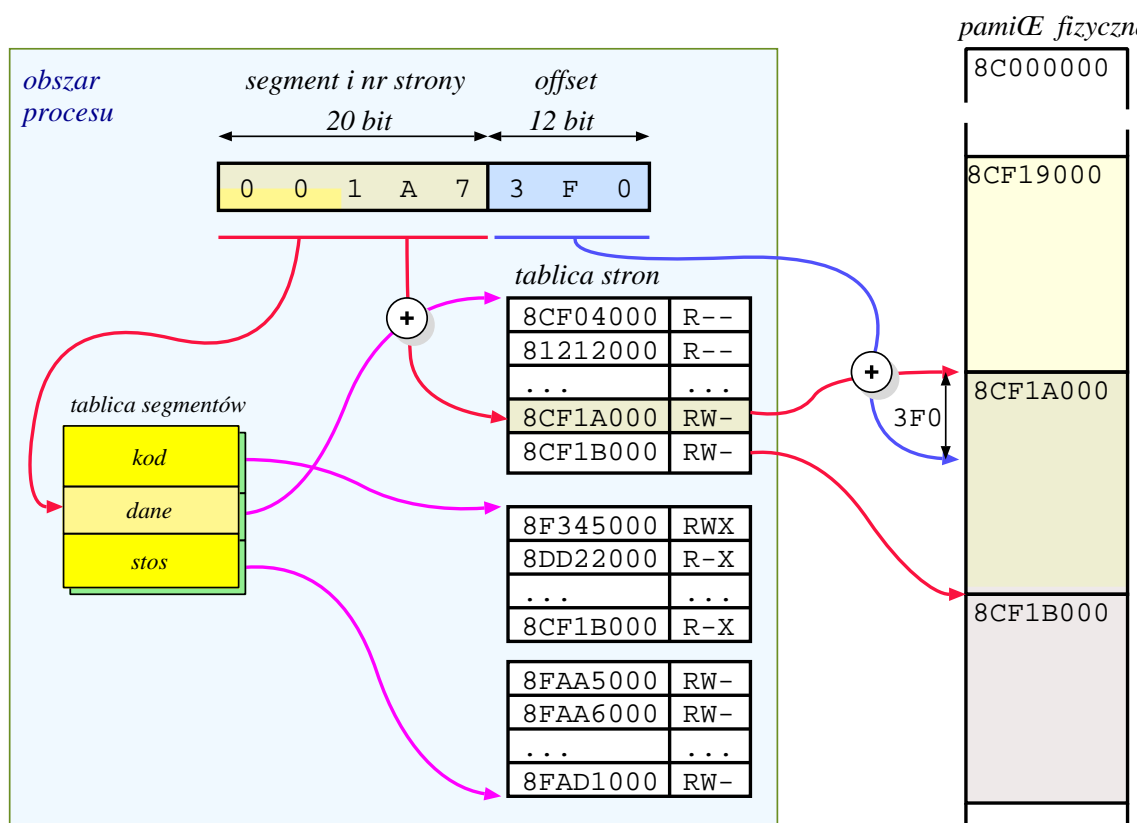 pamiŒ fizyczn
obszar
procesu
segment i nr strony
offset
20 bit
12 bit
0 0 1 A 7 3 F 0
tablica stron
+
8CF04000 R--
81212000 R--
... ...
8CF1A000 RW-
8CF1B000 RW-
tablica segmentów
kod
dane
stos
8F345000 RWX
8DD22000 R-X
... ...
8CF1B000 R-X
8FAA5000 RW-
8FAA6000 RW-
... ...
8FAD1000 RW-
+
3F0
8C000000
8CF19000
8CF1A000
8CF1B000